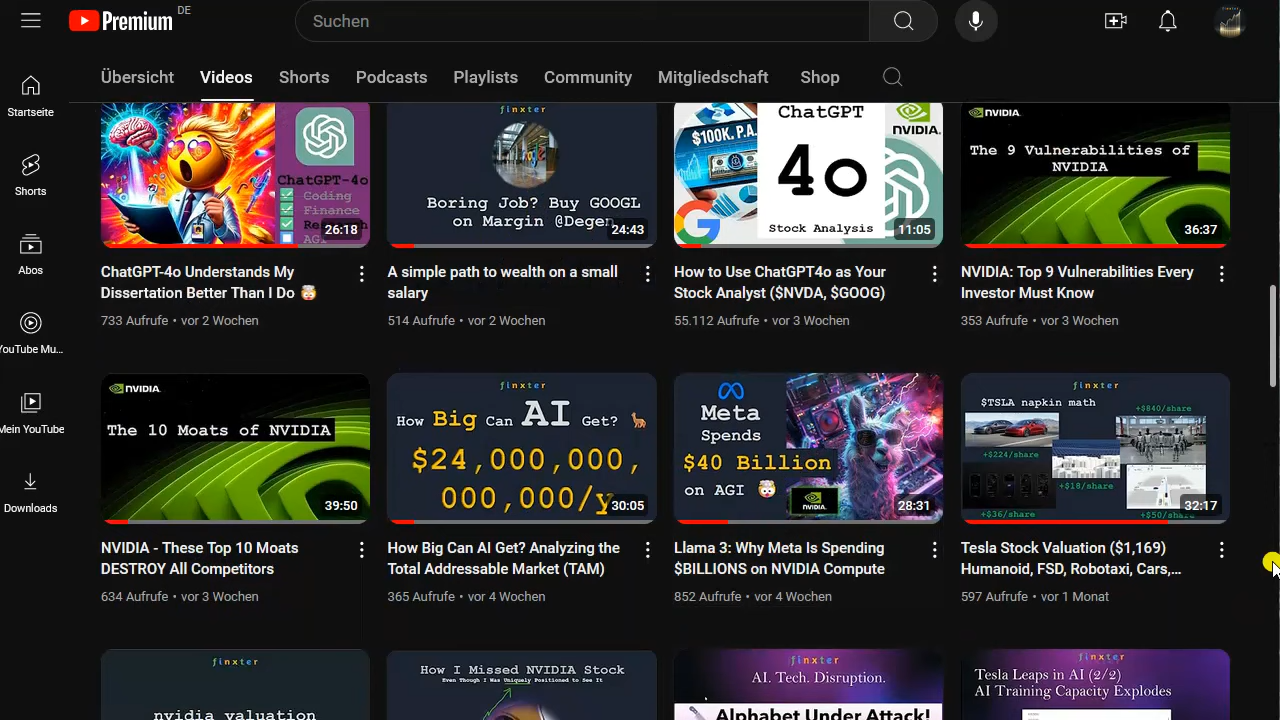 Premium
DE
Suchen
Übersicht
Videos
Shorts
Podcasts
Playlists
Community
Mitgliedschaft
Shop
Startseite
Shorts
Abos
YouTube Mu...
Mein YouTube
Downloads
ChatGPT-4o
Coding
Finance
AGI
26:18
ChatGPT-4o Understands My
Dissertation Better Than I Do 🤯
733 Aufrufe • vor 2 Wochen
finxter
Boring Job? Buy GOOGL
on Margin @Degen
24:43
A simple path to wealth on a small
salary
514 Aufrufe • vor 2 Wochen
$100K P.A.
ChatGPT
4o
Stock Analysis
NVIDIA.
11:05
How to Use ChatGPT4o as Your
Stock Analyst ($NVDA, $GOOG)
55.112 Aufrufe • vor 3 Wochen
NVIDIA.
The 9 Vulnerabilities of
NVIDIA
36:37
NVIDIA: Top 9 Vulnerabilities Every
Investor Must Know
353 Aufrufe • vor 3 Wochen
NVIDIA.
The 10 Moats of NVIDIA
39:50
NVIDIA - These Top 10 Moats
DESTROY All Competitors
634 Aufrufe • vor 3 Wochen
finxter
How Big Can AI Get? 🦙
$24,000,000,
000,000/y
30:05
How Big Can AI Get? Analyzing the
Total Addressable Market (TAM)
365 Aufrufe • vor 4 Wochen
Meta
Spends
$40 Billion
on AGI 🤯
NVIDIA.
28:31
Llama 3: Why Meta Is Spending
$BILLIONS on NVIDIA Compute
852 Aufrufe • vor 4 Wochen
finxter
$TSLA napkin math
+$840/share
+$224/share
+$18/share
+$36/share
+$50/share
32:17
Tesla Stock Valuation ($1,169)
Humanoid, FSD, Robotaxi, Cars,...
597 Aufrufe • vor 1 Monat
finxter
nvidia valuation
How I Missed NVIDIA Stock
Even Though I Was Uniquely Positioned to See It
finxter
AI. Tech. Disruption.
Alphabet Under Attack!
finxter
Tesla Leaps in AI (2/2)
AI Training Capacity Explodes